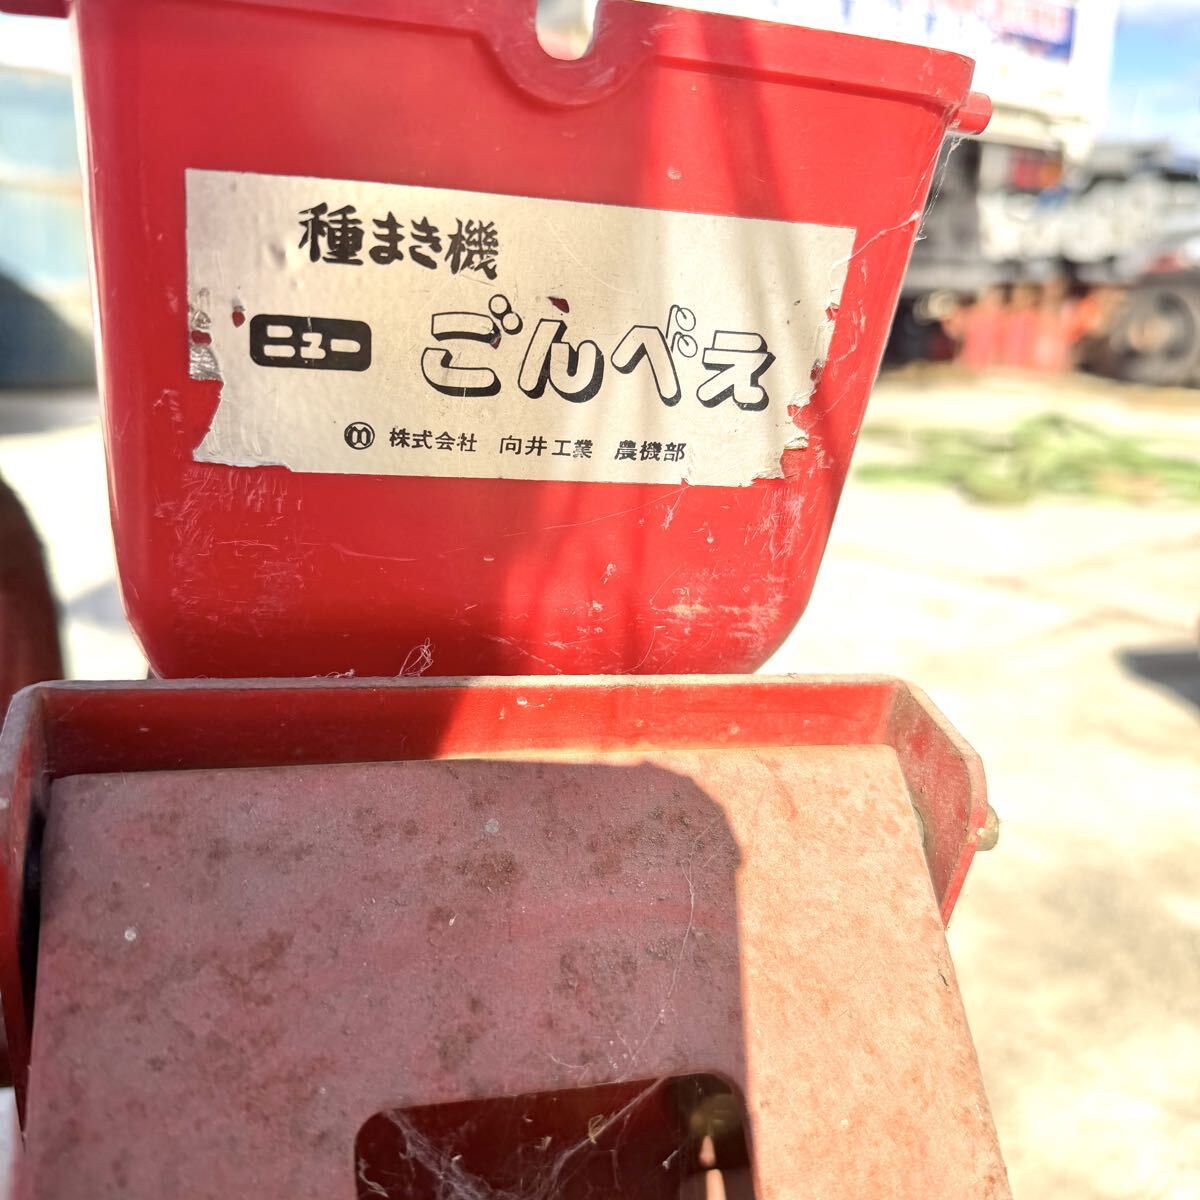 種まき機
ニュー ごんべえ
株式会社 向井工業 農機部